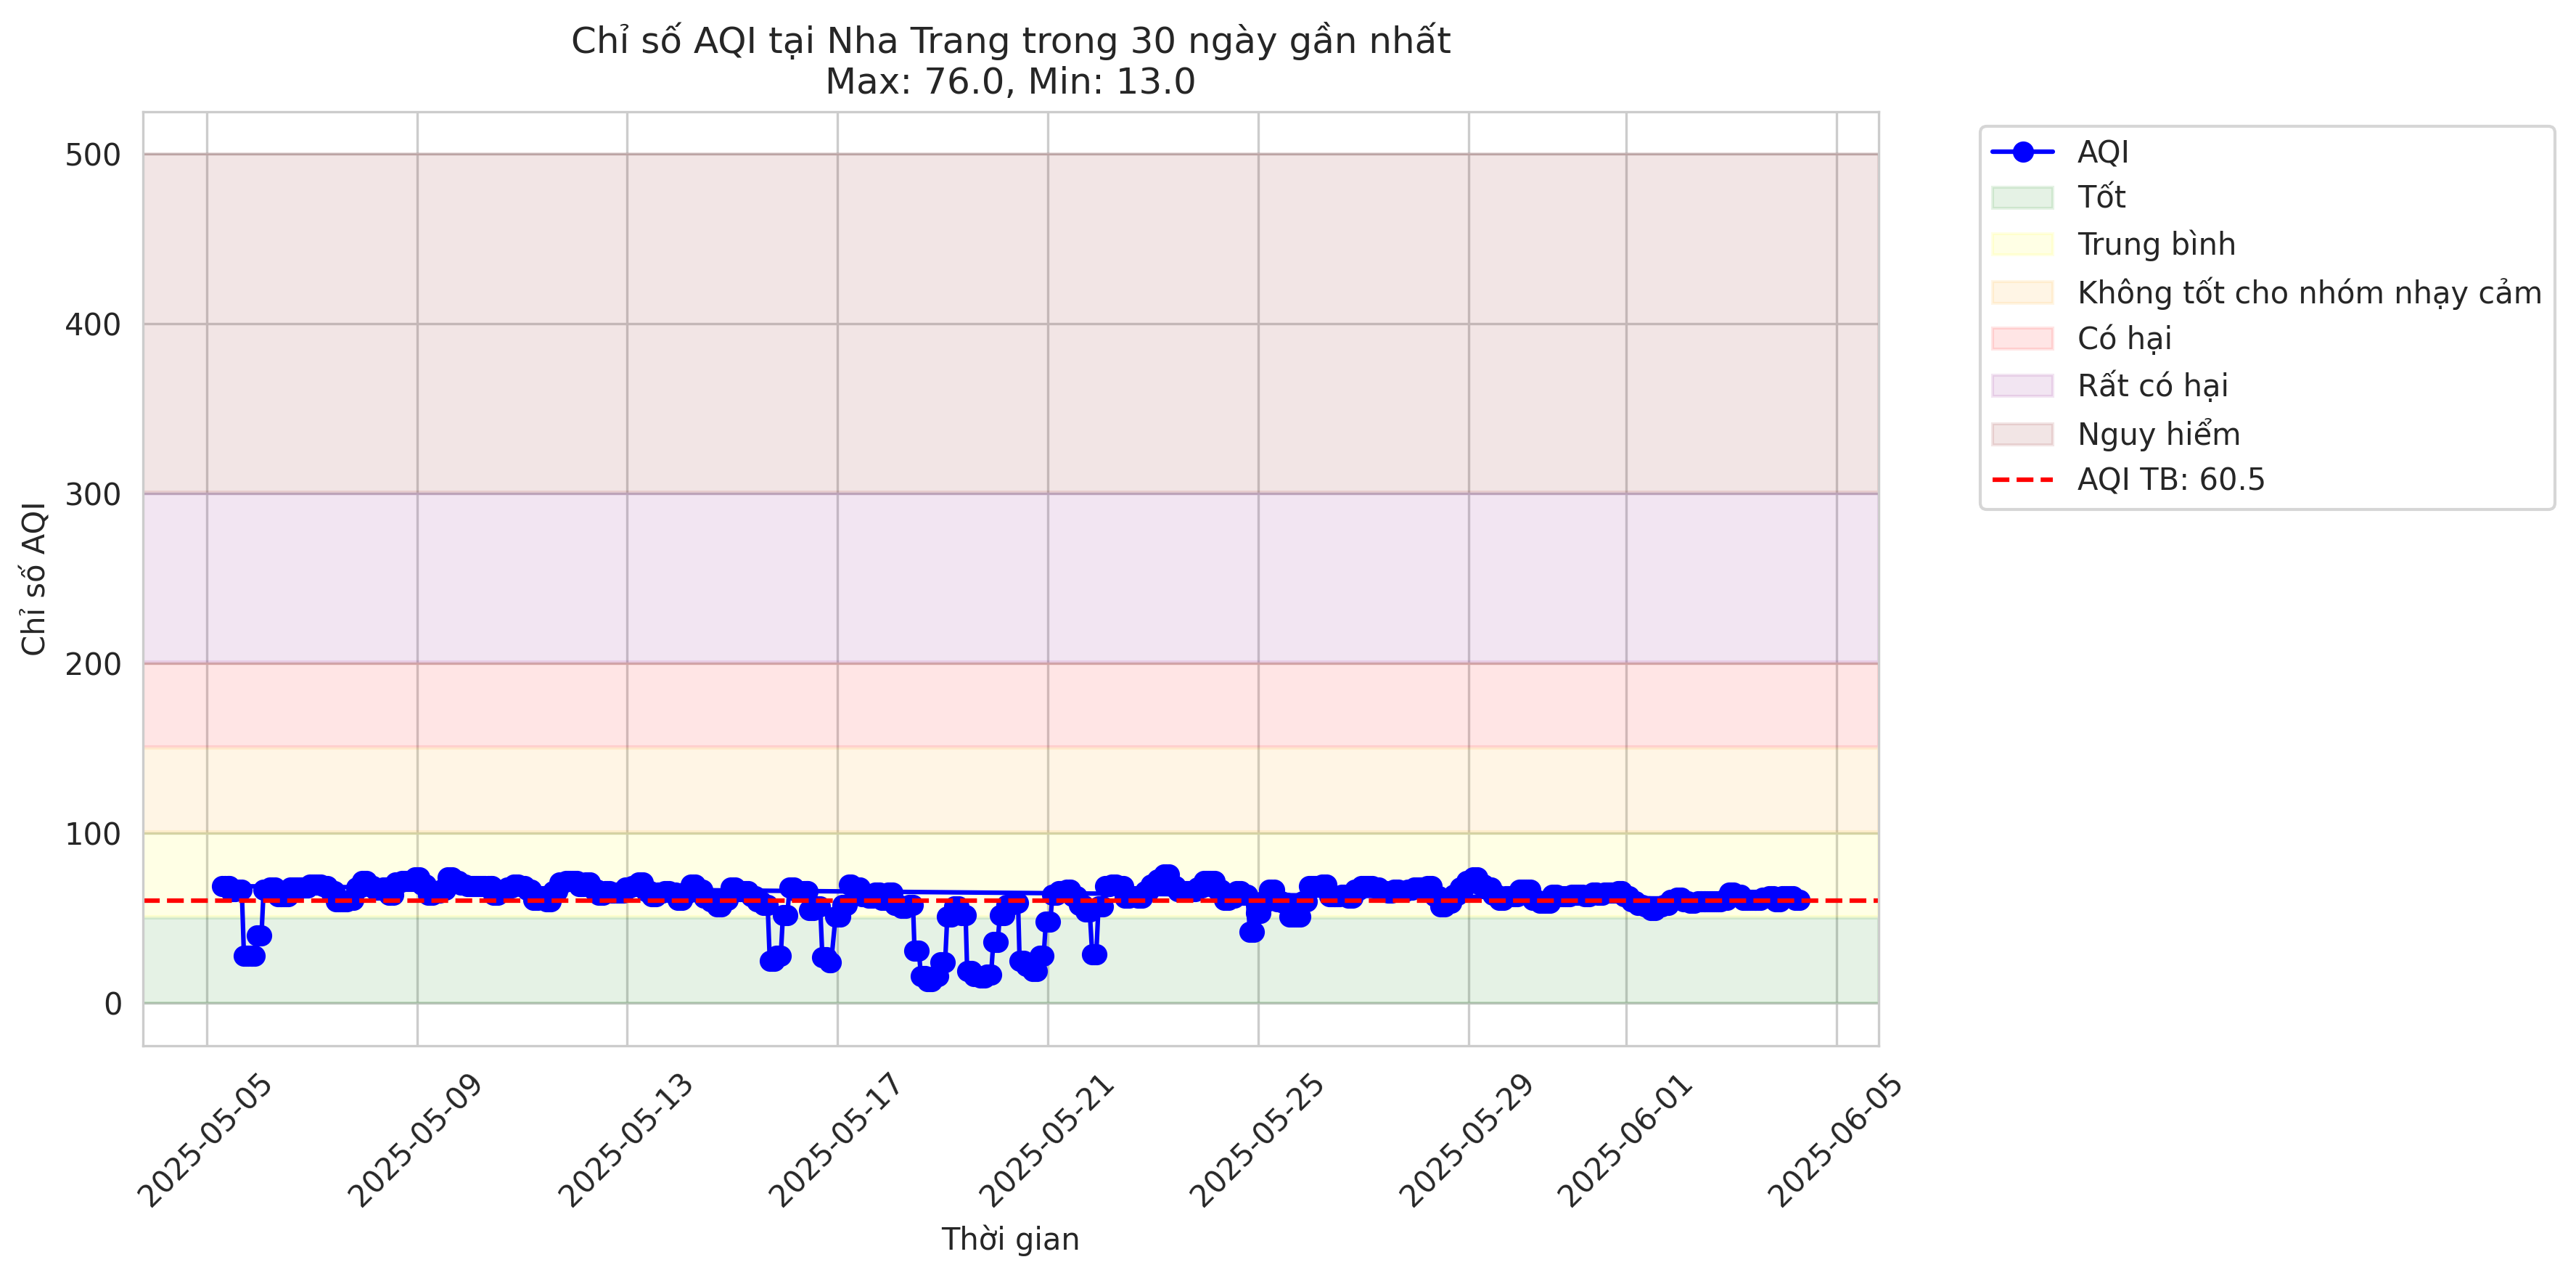 Chỉ số AQI tại Nha Trang trong 30 ngày gần nhất
Max: 76.0, Min: 13.0
Chỉ số AQI
500
400
300
200
100
0
2025-05-05
2025-05-09
2025-05-13
2025-05-17
2025-05-21
2025-05-25
2025-05-29
2025-06-01
2025-06-05
Thời gian
AQI
Tốt
Trung bình
Không tốt cho nhóm nhạy cảm
Có hại
Rất có hại
Nguy hiểm
AQI TB: 60.5